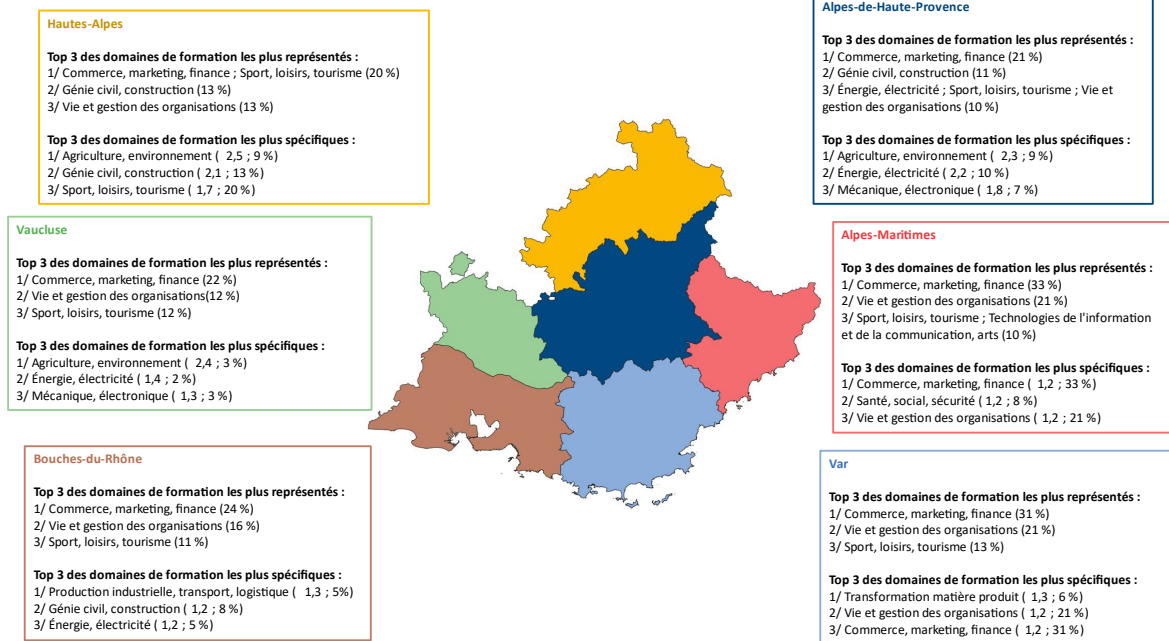 Hautes-Alpes
Top 3 des domaines de formation les plus représentés :
1/ Commerce, marketing, finance ; Sport, loisirs, tourisme (20 %)
2/ Génie civil, construction (13 %)
3/ Vie et gestion des organisations (13 %)
Top 3 des domaines de formation les plus spécifiques :
1/ Agriculture, environnement ( 2,5 ; 9 %)
2/ Génie civil, construction ( 2,1 ; 13 %)
3/ Sport, loisirs, tourisme ( 1,7 ; 20 %)
Alpes-de-Haute-Provence
Top 3 des domaines de formation les plus représentés :
1/ Commerce, marketing, finance (21 %)
2/ Génie civil, construction (11 %)
3/ Énergie, électricité ; Sport, loisirs, tourisme ; Vie et
gestion des organisations (10 %)
Top 3 des domaines de formation les plus spécifiques :
1/ Agriculture, environnement ( 2,3 ; 9 %)
2/ Énergie, électricité ( 2,2 ; 10 %)
3/ Mécanique, électronique ( 1,8 ; 7 %)
Vaucluse
Top 3 des domaines de formation les plus représentés :
1/ Commerce, marketing, finance (22 %)
2/ Vie et gestion des organisations(12 %)
3/ Sport, loisirs, tourisme (12 %)
Top 3 des domaines de formation les plus spécifiques :
1/ Agriculture, environnement ( 2,4 ; 3 %)
2/ Énergie, électricité ( 1,4 ; 2 %)
3/ Mécanique, électronique ( 1,3 ; 3 %)
Alpes-Maritimes
Top 3 des domaines de formation les plus représentés :
1/ Commerce, marketing, finance (33 %)
2/ Vie et gestion des organisations (21 %)
3/ Sport, loisirs, tourisme ; Technologies de l'information
et de la communication, arts (10 %)
Top 3 des domaines de formation les plus spécifiques :
1/ Commerce, marketing, finance ( 1,2 ; 33 %)
2/ Santé, social, sécurité ( 1,2 ; 8 %)
3/ Vie et gestion des organisations ( 1,2 ; 21 %)
Bouches-du-Rhône
Top 3 des domaines de formation les plus représentés :
1/ Commerce, marketing, finance (24 %)
2/ Vie et gestion des organisations (16 %)
3/ Sport, loisirs, tourisme (11 %)
Top 3 des domaines de formation les plus spécifiques :
1/ Production industrielle, transport, logistique ( 1,3 ; 5%)
2/ Génie civil, construction ( 1,2 ; 8 %)
3/ Énergie, électricité ( 1,2 ; 5 %)
Var
Top 3 des domaines de formation les plus représentés :
1/ Commerce, marketing, finance (31 %)
2/ Vie et gestion des organisations (21 %)
3/ Sport, loisirs, tourisme (13 %)
Top 3 des domaines de formation les plus spécifiques :
1/ Transformation matière produit ( 1,3 ; 6 %)
2/ Vie et gestion des organisations ( 1,2 ; 21 %)
3/ Commerce, marketing, finance ( 1,2 ; 31 %)